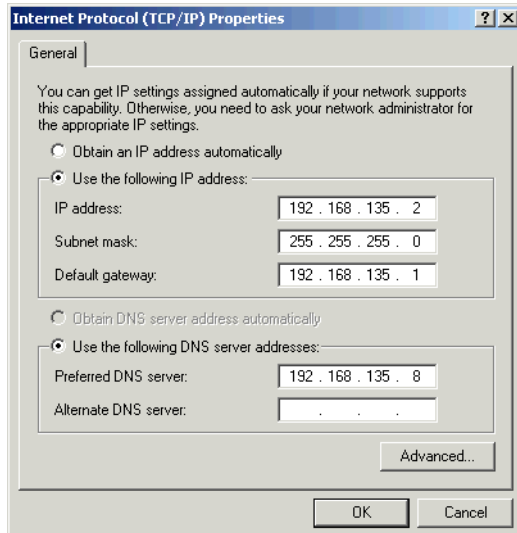 Internet Protocol (TCP/IP) Properties
General
You can get IP settings assigned automatically if your network supports
this capability. Otherwise, you need to ask your network administrator for
the appropriate IP settings.
Obtain an IP address automatically
Use the following IP address:
IP address: 192 . 168 . 135 . 2
Subnet mask: 255 . 255 . 255 . 0
Default gateway: 192 . 168 . 135 . 1
Obtain DNS server address automatically
Use the following DNS server addresses:
Preferred DNS server: 192 . 168 . 135 . 8
Alternate DNS server: . . .
Advanced...
OK Cancel